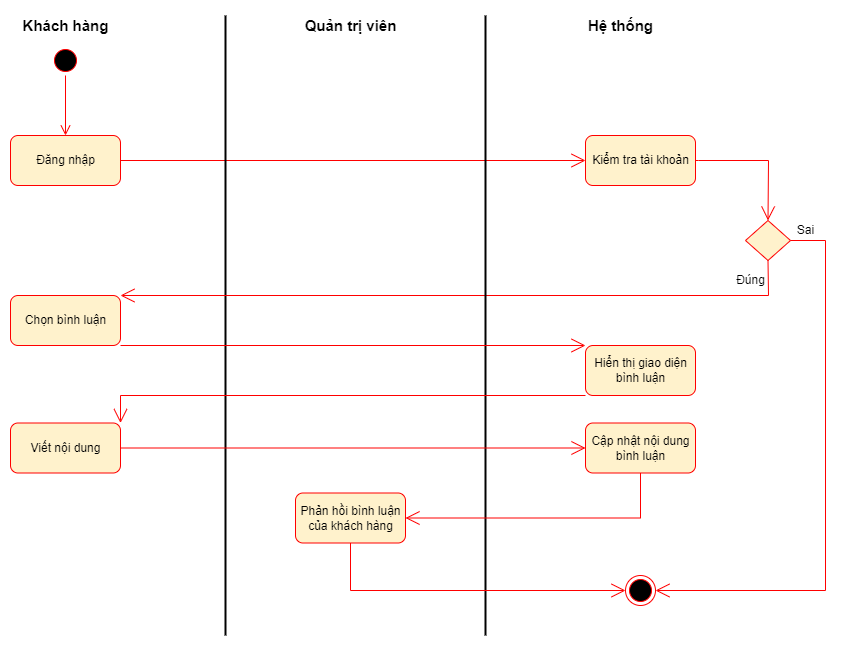 Khách hàng
Quản trị viên
Hệ thống
Đăng nhập
Kiểm tra tài khoản
Sai
Đúng
Chọn bình luận
Hiển thị giao diện
bình luận
Viết nội dung
Cập nhật nội dung
bình luận
Phản hồi bình luận
của khách hàng